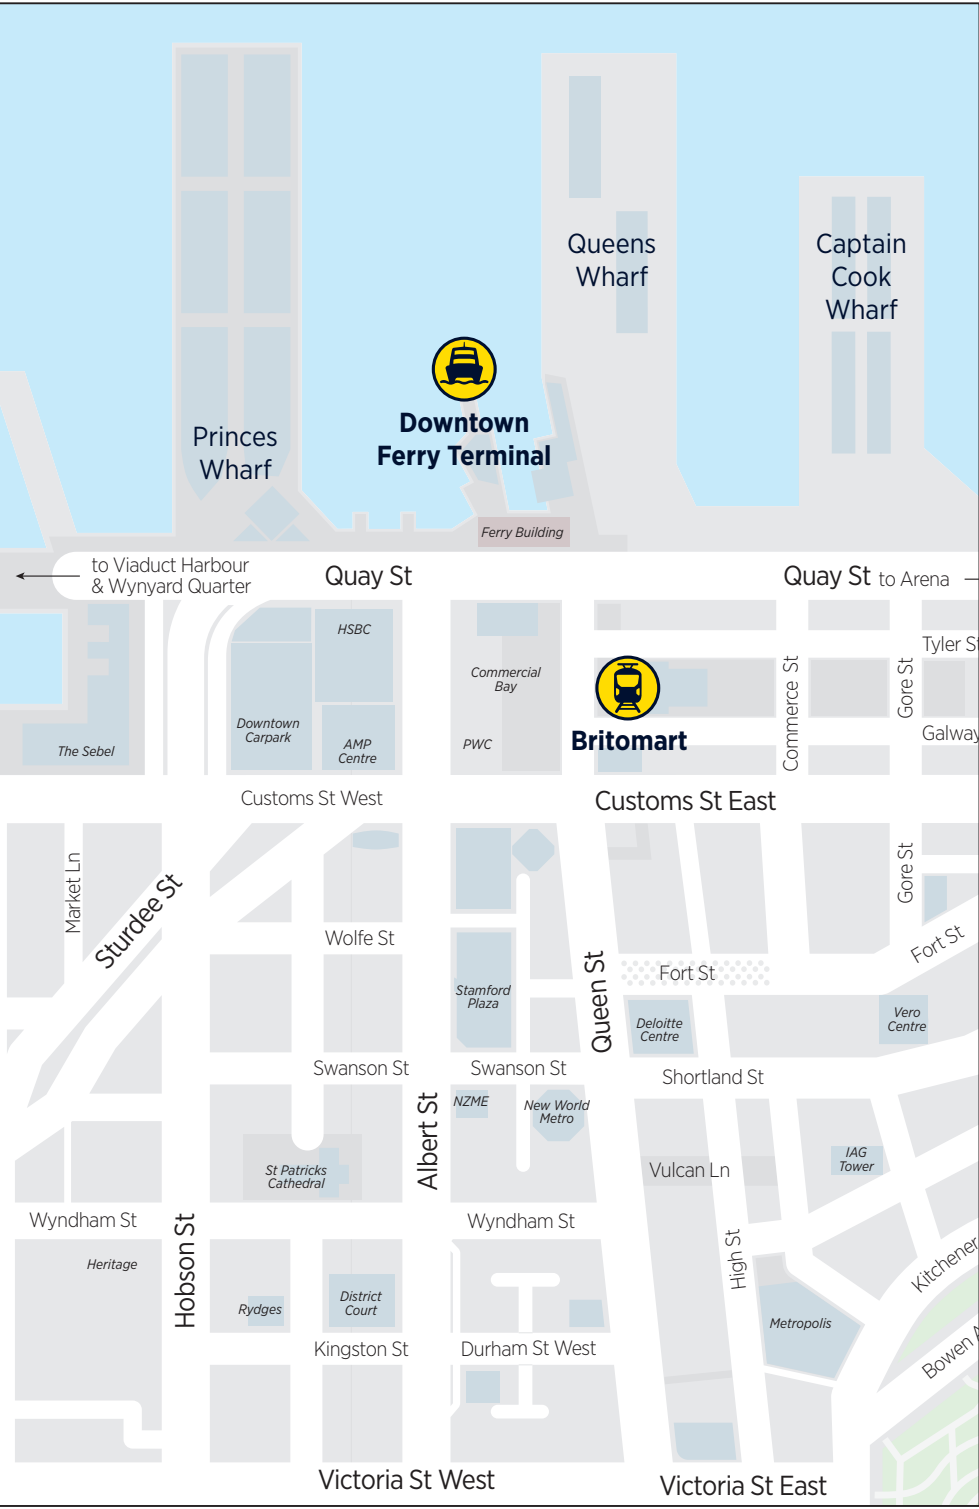 Queens
Wharf
Captain
Cook
Wharf
Downtown
Ferry Terminal
Princes
Wharf
Ferry Building
to Viaduct Harbour
& Wynyard Quarter
Quay St
Quay St to Arena
HSBC
Tyler St
Commercial
Bay
Commerce St
Gore St
Downtown
Carpark
AMP
Centre
PWC
Britomart
Galway
The Sebel
Customs St West
Customs St East
Market Ln
Sturdee St
Gore St
Wolfe St
Fort St
Fort St
Queen St
Stamford
Plaza
Deloitte
Centre
Vero
Centre
Swanson St
Swanson St
Shortland St
Albert St
NZME
New World
Metro
St Patricks
Cathedral
Vulcan Ln
IAG
Tower
Wyndham St
Wyndham St
Hobson St
High St
Heritage
Kitchener
Rydges
District
Court
Metropolis
Kingston St
Durham St West
Bowen A
Victoria St West
Victoria St East